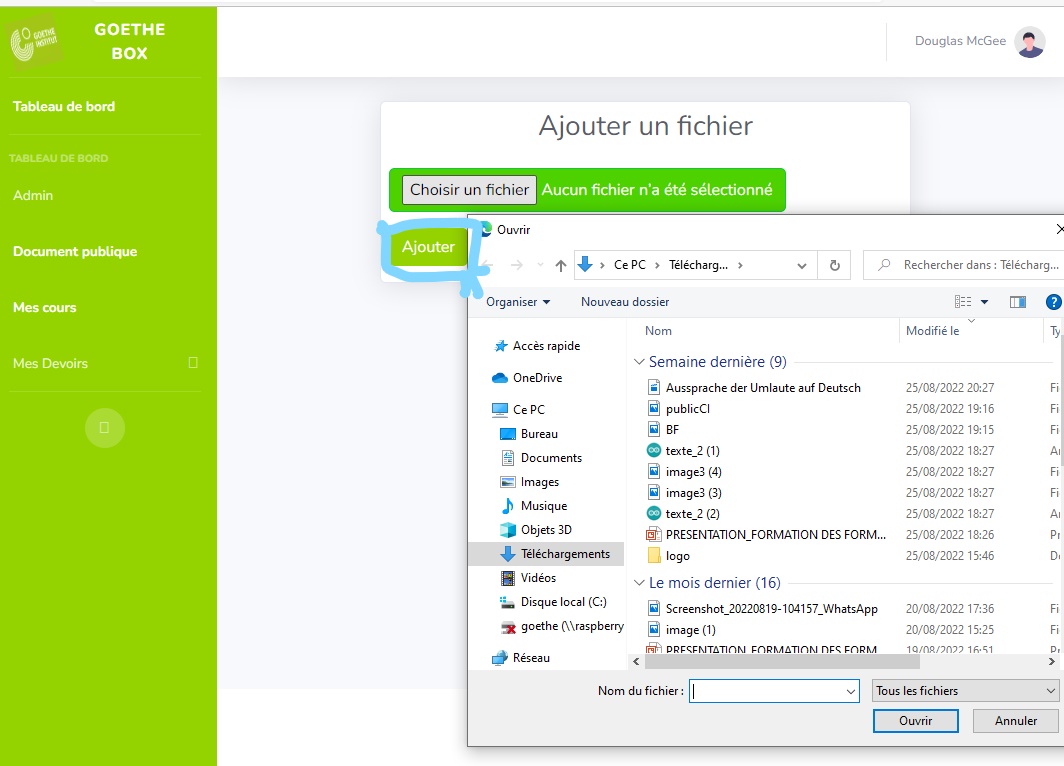 GOETHE
INSTITUT
GOETHE
BOX
Tableau de bord
TABLEAU DE BORD
Admin
Document publique
Mes cours
Mes Devoirs
Douglas McGee
Ajouter un fichier
Choisir un fichier Aucun fichier n'a été sélectionné
Ajouter
Ouvrir
Ce PC Télécharg...
Rechercher dans : Télécharg...
Organiser Nouveau dossier
Nom Modifié le Ty
Accès rapide
OneDrive
Ce PC
Bureau
Documents
Images
Musique
Objets 3D
Téléchargements
Vidéos
Disque local (C:)
goethe (\\raspberry
Réseau
Semaine dernière (9)
Aussprache der Umlaute auf Deutsch 25/08/2022 20:27 Fi
publicCl 25/08/2022 19:16 Fi
BF 25/08/2022 19:15 Fi
texte_2 (1) 25/08/2022 18:27 Ar
image3 (4) 25/08/2022 18:27 Fi
image3 (3) 25/08/2022 18:27 Fi
texte_2 (2) 25/08/2022 18:27 Ar
PRESENTATION_FORMATION DES FORM... 25/08/2022 18:26 Pr
logo 25/08/2022 15:46 Do
Le mois dernier (16)
Screenshot_20220819-104157_WhatsApp 20/08/2022 17:36 Fi
image (1) 20/08/2022 15:25 Fi
PRESENTATION_FORMATION DES FORM... 19/08/2022 16:51 Pr
Nom du fichier : Tous les fichiers
Ouvrir Annuler